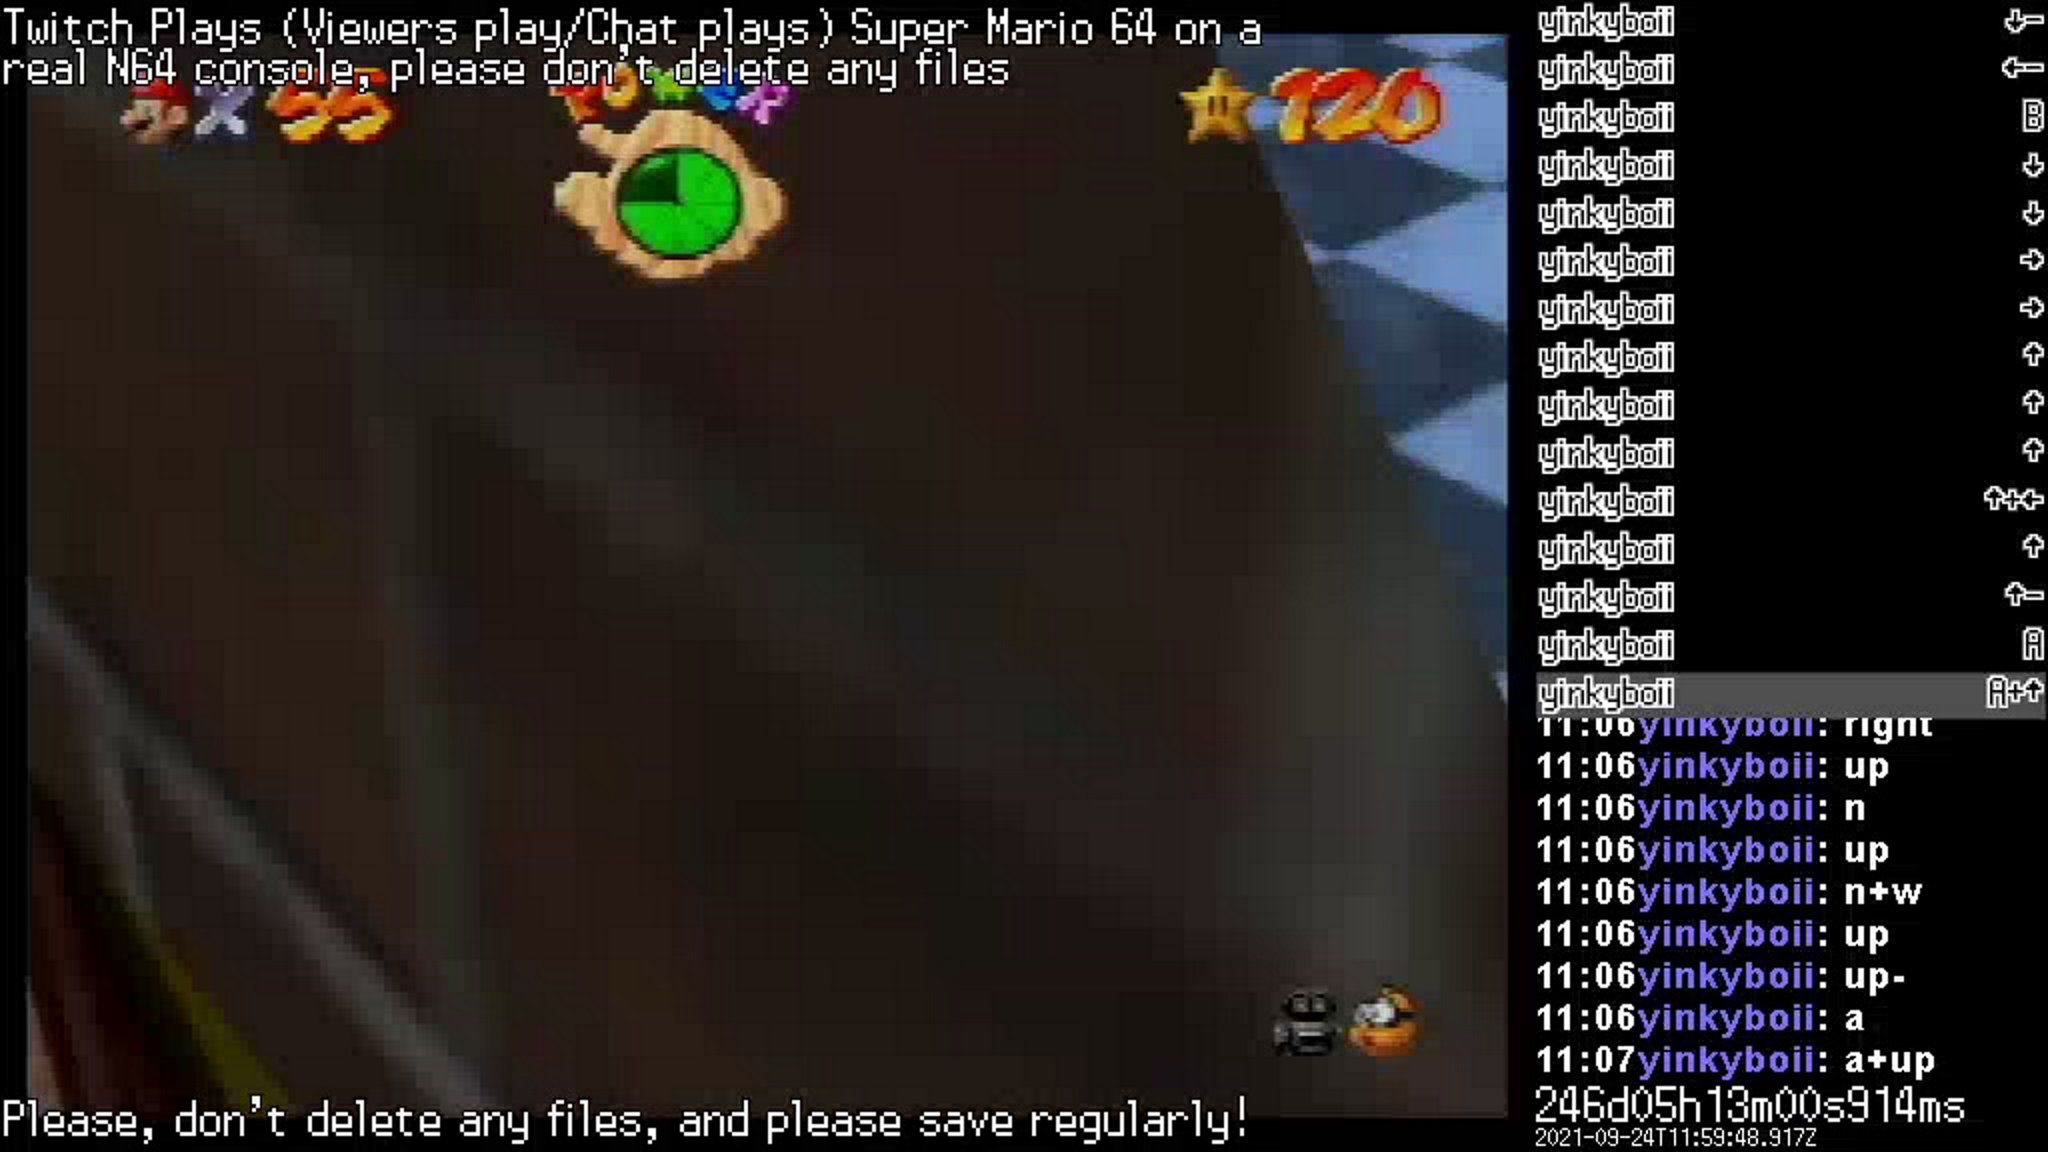 Twitch Plays (Viewers play/Chat plays) Super Mario 64 on a
real N64 console, please don't delete any files
POWER
X 55
120
yinkyboii ↓-
yinkyboii ←-
yinkyboii B
yinkyboii ↓
yinkyboii ↓
yinkyboii →
yinkyboii →
yinkyboii ↑
yinkyboii ↑
yinkyboii ↑
yinkyboii ↑+←
yinkyboii ↑
yinkyboii ↑-
yinkyboii A
yinkyboii A+↑
11:06yinkyboii: right
11:06yinkyboii: up
11:06yinkyboii: n
11:06yinkyboii: up
11:06yinkyboii: n+w
11:06yinkyboii: up
11:06yinkyboii: up-
11:06yinkyboii: a
11:07yinkyboii: a+up
246d05h13m00s914ms
2021-09-24T11:59:48.917Z
Please, don't delete any files, and please save regularly!